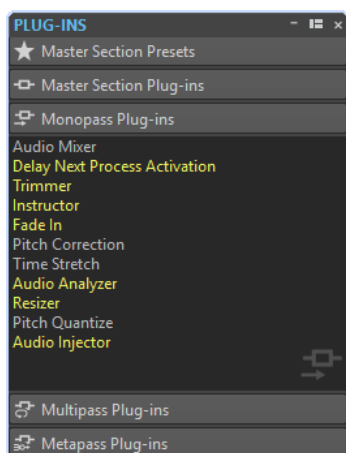 PLUG-INS
Master Section Presets
Master Section Plug-ins
Monopass Plug-ins
Audio Mixer
Delay Next Process Activation
Trimmer
Instructor
Fade In
Pitch Correction
Time Stretch
Audio Analyzer
Resizer
Pitch Quantize
Audio Injector
Multipass Plug-ins
Metapass Plug-ins